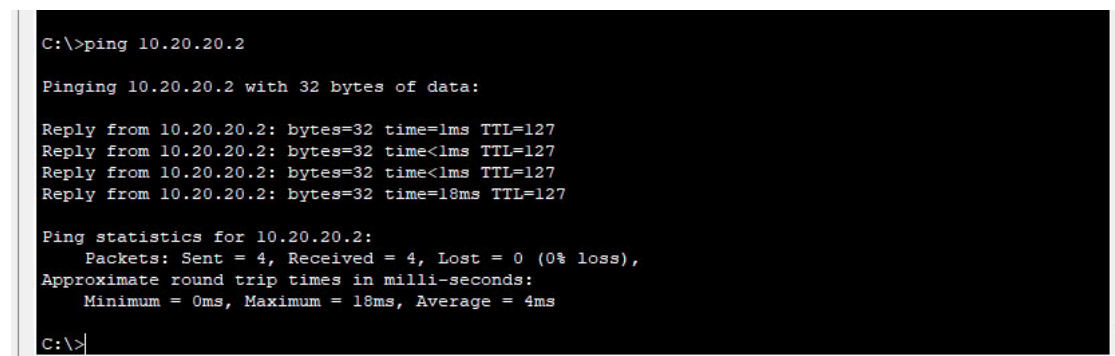 C:\>ping 10.20.20.2
Pinging 10.20.20.2 with 32 bytes of data:
Reply from 10.20.20.2: bytes=32 time=1ms TTL=127
Reply from 10.20.20.2: bytes=32 time<1ms TTL=127
Reply from 10.20.20.2: bytes=32 time<1ms TTL=127
Reply from 10.20.20.2: bytes=32 time=18ms TTL=127
Ping statistics for 10.20.20.2:
    Packets: Sent = 4, Received = 4, Lost = 0 (0% loss),
Approximate round trip times in milli-seconds:
    Minimum = 0ms, Maximum = 18ms, Average = 4ms
C:\>